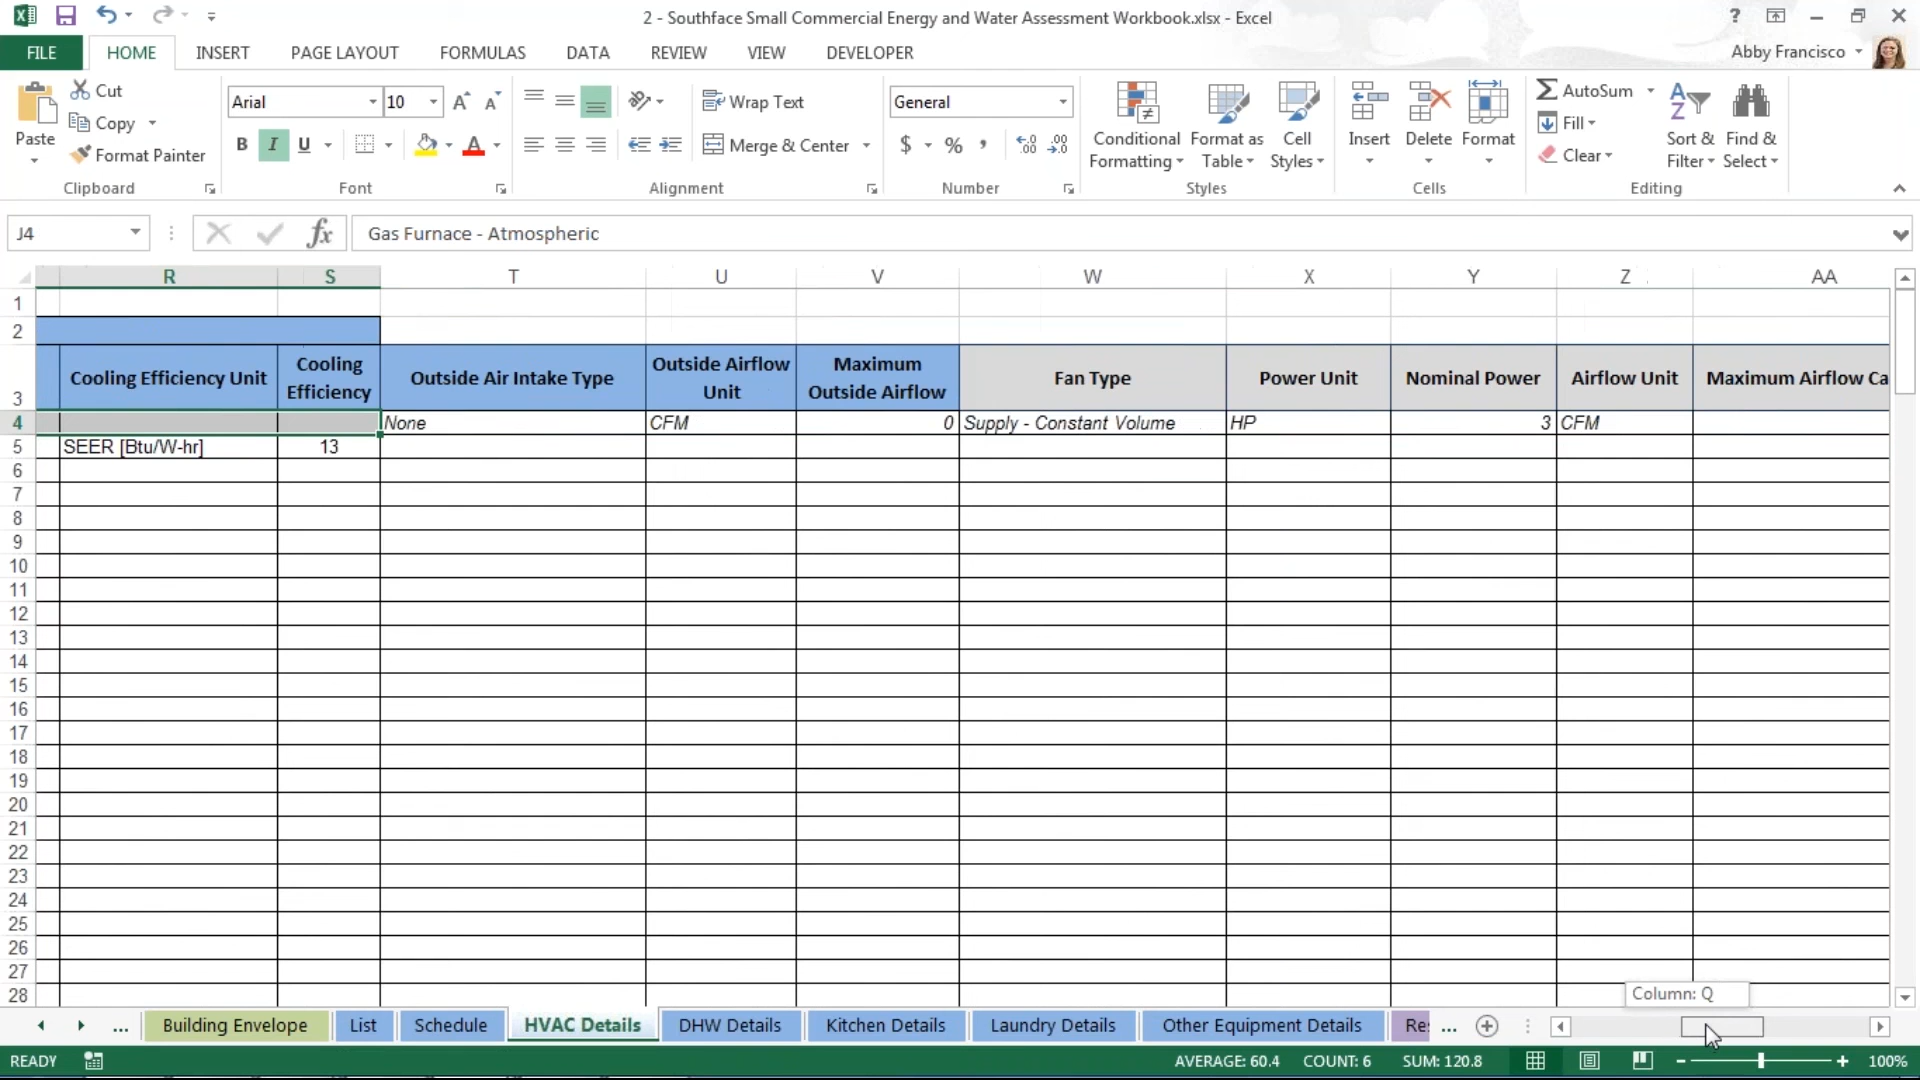 2 - Southface Small Commercial Energy and Water Assessment Workbook.xlsx - Excel
?
FILE HOME INSERT PAGE LAYOUT FORMULAS DATA REVIEW VIEW DEVELOPER Abby Francisco
Paste
Cut
Copy
Format Painter
Clipboard
Arial 10
B I U
Font
Wrap Text
Merge & Center
Alignment
General
$ % ,
Number
Conditional Formatting
Format as Table
Cell Styles
Styles
Insert
Delete
Format
Cells
AutoSum
Fill
Clear
Sort & Filter
Find & Select
Editing
J4 fx Gas Furnace - Atmospheric
R S T U V W X Y Z AA
1
2
3 Cooling Efficiency Unit Cooling Efficiency Outside Air Intake Type Outside Airflow Unit Maximum Outside Airflow Fan Type Power Unit Nominal Power Airflow Unit Maximum Airflow Ca
4 None CFM 0 Supply - Constant Volume HP 3 CFM
5 SEER [Btu/W-hr] 13
6
7
8
9
10
11
12
13
14
15
16
17
18
19
20
21
22
23
24
25
26
27
28
Column: Q
... Building Envelope List Schedule HVAC Details DHW Details Kitchen Details Laundry Details Other Equipment Details Re ...
READY AVERAGE: 60.4 COUNT: 6 SUM: 120.8 100%